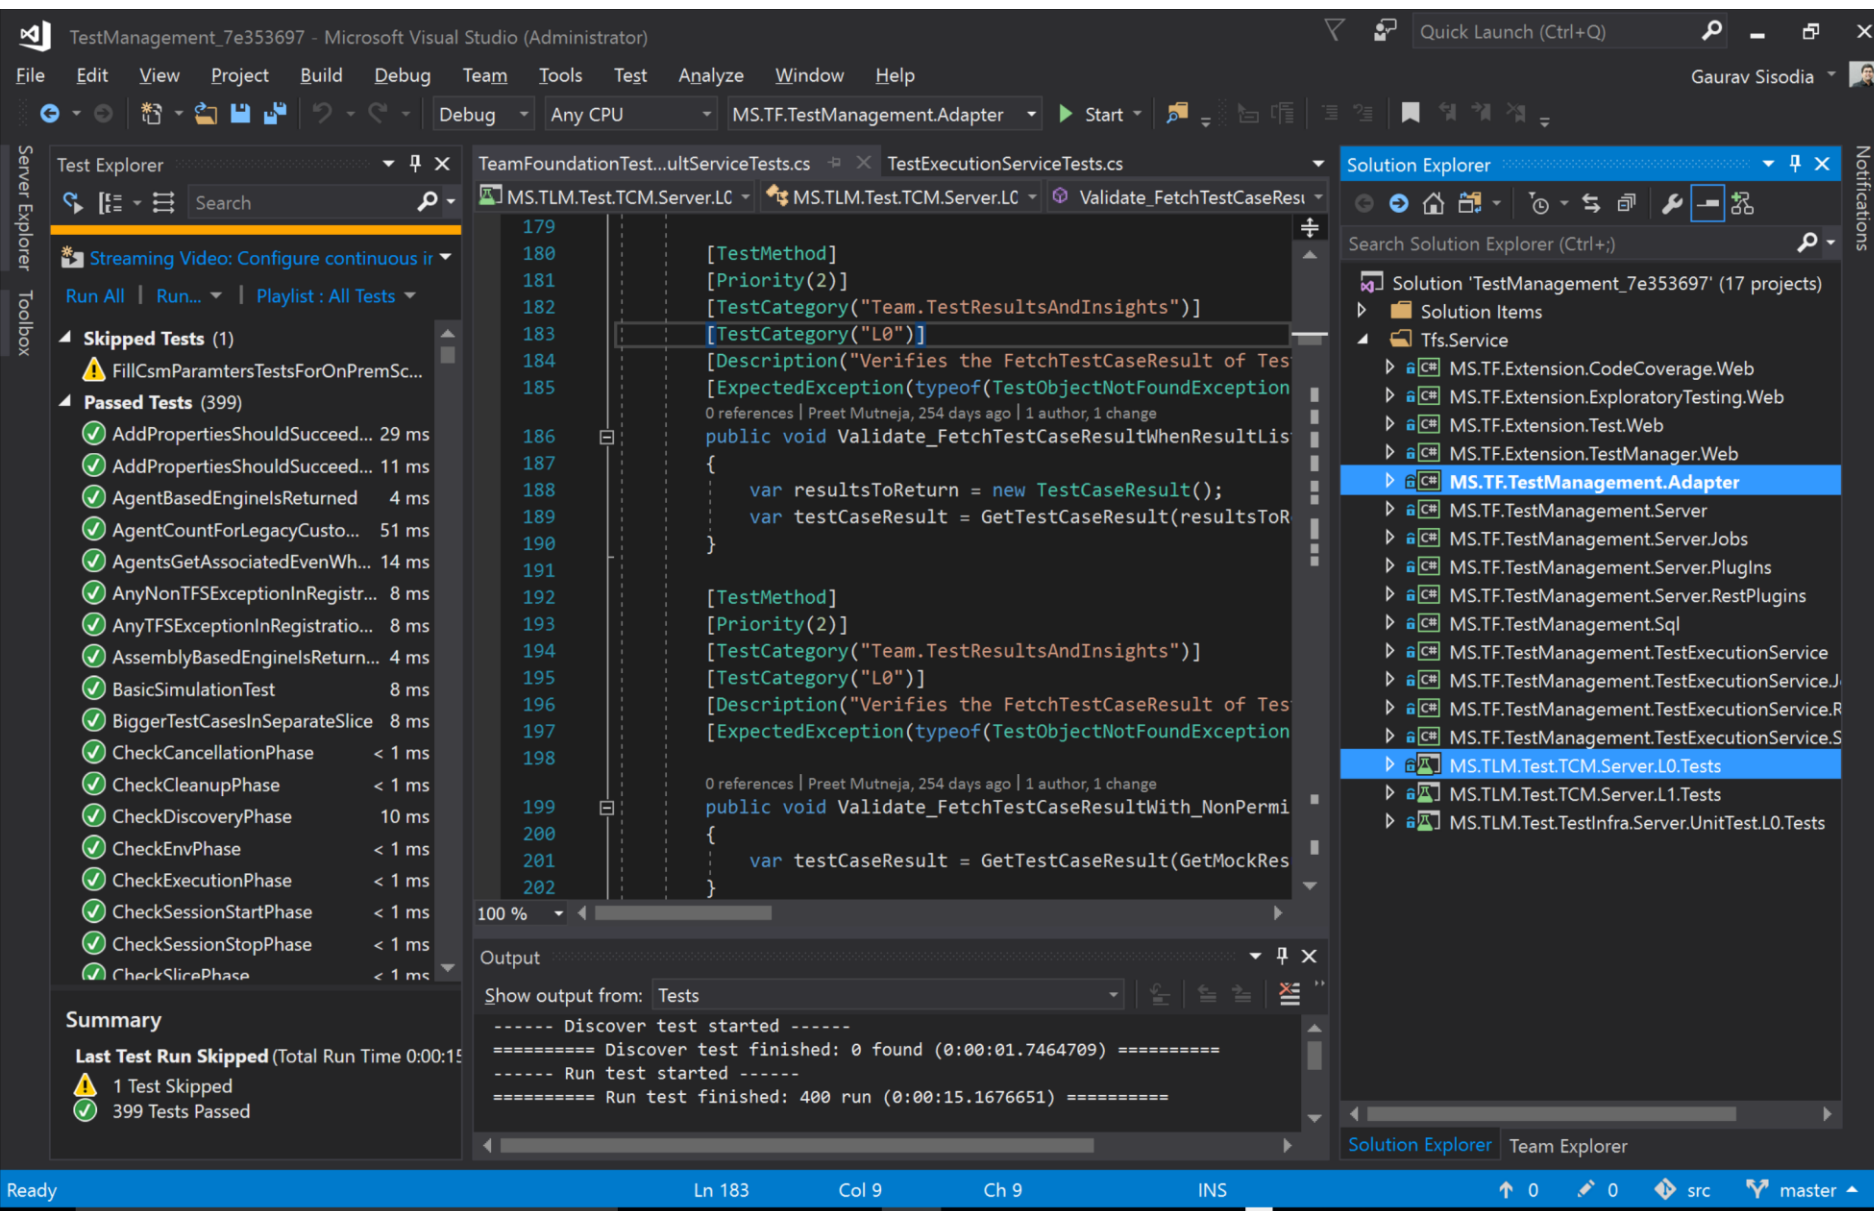 TestManagement_7e353697 - Microsoft Visual Studio (Administrator)
Quick Launch (Ctrl+Q)
File Edit View Project Build Debug Team Tools Test Analyze Window Help
Gaurav Sisodia
Debug Any CPU MS.TF.TestManagement.Adapter Start
Server Explorer
Toolbox
Test Explorer
Search
Streaming Video: Configure continuous ir
Run All | Run... | Playlist : All Tests
Skipped Tests (1)
FillCsmParamtersTestsForOnPremSc...
Passed Tests (399)
AddPropertiesShouldSucceed... 29 ms
AddPropertiesShouldSucceed... 11 ms
AgentBasedEngineIsReturned 4 ms
AgentCountForLegacyCusto... 51 ms
AgentsGetAssociatedEvenWh... 14 ms
AnyNonTFSExceptionInRegistr... 8 ms
AnyTFSExceptionInRegistratio... 8 ms
AssemblyBasedEngineIsReturn... 4 ms
BasicSimulationTest 8 ms
BiggerTestCasesInSeparateSlice 8 ms
CheckCancellationPhase < 1 ms
CheckCleanupPhase < 1 ms
CheckDiscoveryPhase 10 ms
CheckEnvPhase < 1 ms
CheckExecutionPhase < 1 ms
CheckSessionStartPhase < 1 ms
CheckSessionStopPhase < 1 ms
CheckSlicePhase < 1 ms
Summary
Last Test Run Skipped (Total Run Time 0:00:15
1 Test Skipped
399 Tests Passed
TeamFoundationTest...ultServiceTests.cs TestExecutionServiceTests.cs
MS.TLM.Test.TCM.Server.L0 MS.TLM.Test.TCM.Server.L0 Validate_FetchTestCaseResu
179
180 [TestMethod]
181 [Priority(2)]
182 [TestCategory("Team.TestResultsAndInsights")]
183 [TestCategory("L0")]
184 [Description("Verifies the FetchTestCaseResult of Tes
185 [ExpectedException(typeof(TestObjectNotFoundException
0 references | Preet Mutneja, 254 days ago | 1 author, 1 change
186 public void Validate_FetchTestCaseResultWhenResultLis
187 {
188 var resultsToReturn = new TestCaseResult();
189 var testCaseResult = GetTestCaseResult(resultsToR
190 }
191
192 [TestMethod]
193 [Priority(2)]
194 [TestCategory("Team.TestResultsAndInsights")]
195 [TestCategory("L0")]
196 [Description("Verifies the FetchTestCaseResult of Tes
197 [ExpectedException(typeof(TestObjectNotFoundException
198
0 references | Preet Mutneja, 254 days ago | 1 author, 1 change
199 public void Validate_FetchTestCaseResultWith_NonPermi
200 {
201 var testCaseResult = GetTestCaseResult(GetMockRes
202 }
100 %
Output
Show output from: Tests
------ Discover test started ------
========== Discover test finished: 0 found (0:00:01.7464709) ==========
------ Run test started ------
========== Run test finished: 400 run (0:00:15.1676651) ==========
Solution Explorer
Search Solution Explorer (Ctrl+;)
Solution 'TestManagement_7e353697' (17 projects)
Solution Items
Tfs.Service
MS.TF.Extension.CodeCoverage.Web
MS.TF.Extension.ExploratoryTesting.Web
MS.TF.Extension.Test.Web
MS.TF.Extension.TestManager.Web
MS.TF.TestManagement.Adapter
MS.TF.TestManagement.Server
MS.TF.TestManagement.Server.Jobs
MS.TF.TestManagement.Server.PlugIns
MS.TF.TestManagement.Server.RestPlugins
MS.TF.TestManagement.Sql
MS.TF.TestManagement.TestExecutionService
MS.TF.TestManagement.TestExecutionService.J
MS.TF.TestManagement.TestExecutionService.R
MS.TF.TestManagement.TestExecutionService.S
MS.TLM.Test.TCM.Server.L0.Tests
MS.TLM.Test.TCM.Server.L1.Tests
MS.TLM.Test.TestInfra.Server.UnitTest.L0.Tests
Solution Explorer Team Explorer
Notifications
Ready Ln 183 Col 9 Ch 9 INS 0 0 src master